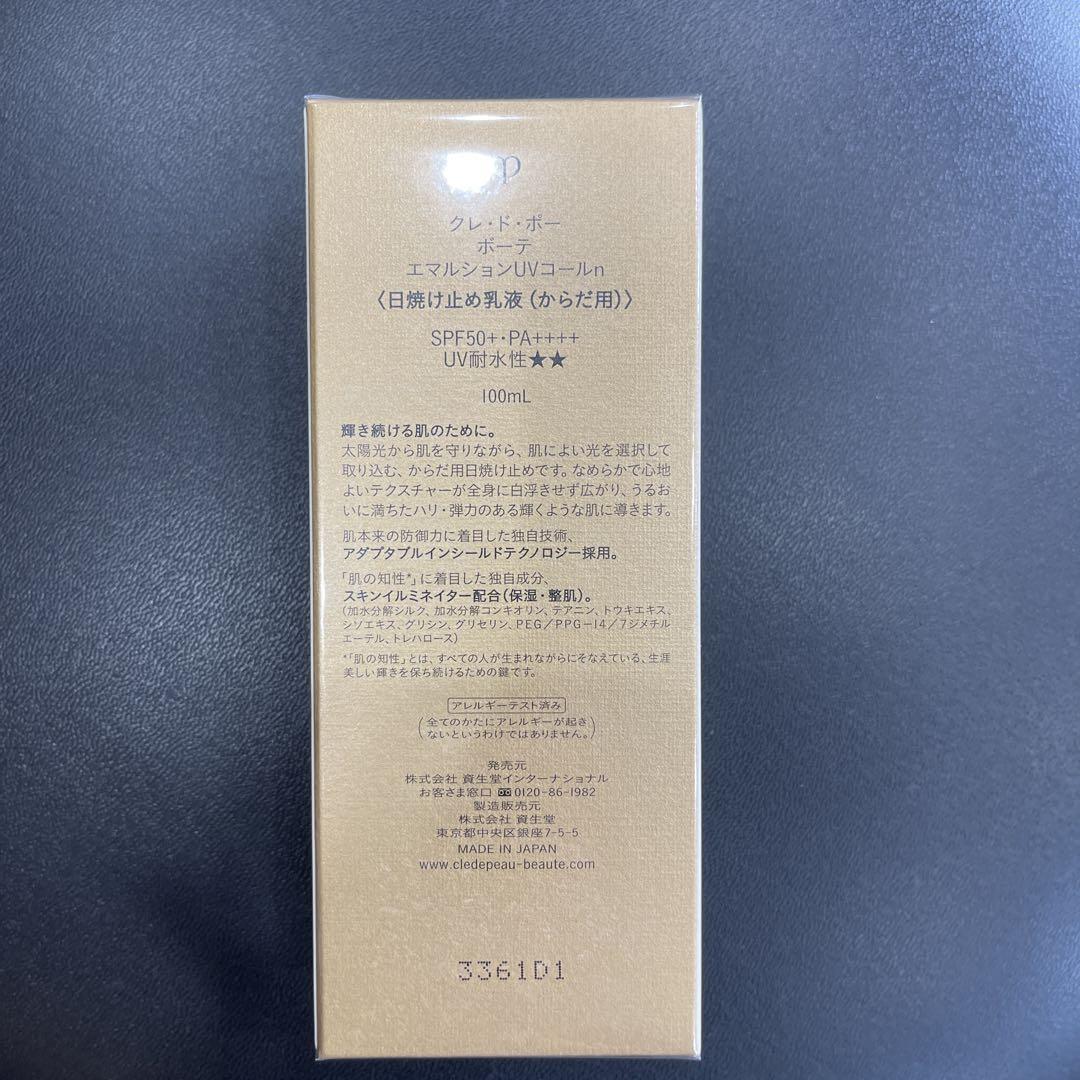 クレ・ド・ポー
ボーテ
エマルションUVコールn
〈日焼け止め乳液(からだ用)〉
SPF50+・PA++++
UV耐水性★★
100mL
輝き続ける肌のために。
太陽光から肌を守りながら、肌によい光を選択して
取り込む、からだ用日焼け止めです。なめらかで心地
よいテクスチャーが全身に白浮きせず広がり、うるお
いに満ちたハリ・弾力のある輝くような肌に導きます。
肌本来の防御力に着目した独自技術、
アダプタブルインシールドテクノロジー採用。
「肌の知性*」に着目した独自成分、
スキンイルミネイター配合(保湿・整肌)。
(加水分解シルク、加水分解コンキオリン、テアニン、トウキエキス、
シソエキス、グリシン、グリセリン、PEG/PPG-14/7ジメチル
エーテル、トレハロース)
*「肌の知性」とは、すべての人が生まれながらにそなえている、生涯
美しい輝きを保ち続けるための鍵です。
アレルギーテスト済み
(全てのかたにアレルギーが起き
ないというわけではありません。)
発売元
株式会社 資生堂インターナショナル
お客さま窓口 0120-86-1982
製造販売元
株式会社 資生堂
東京都中央区銀座7-5-5
MADE IN JAPAN
www.cledepeau-beaute.com
3361D1